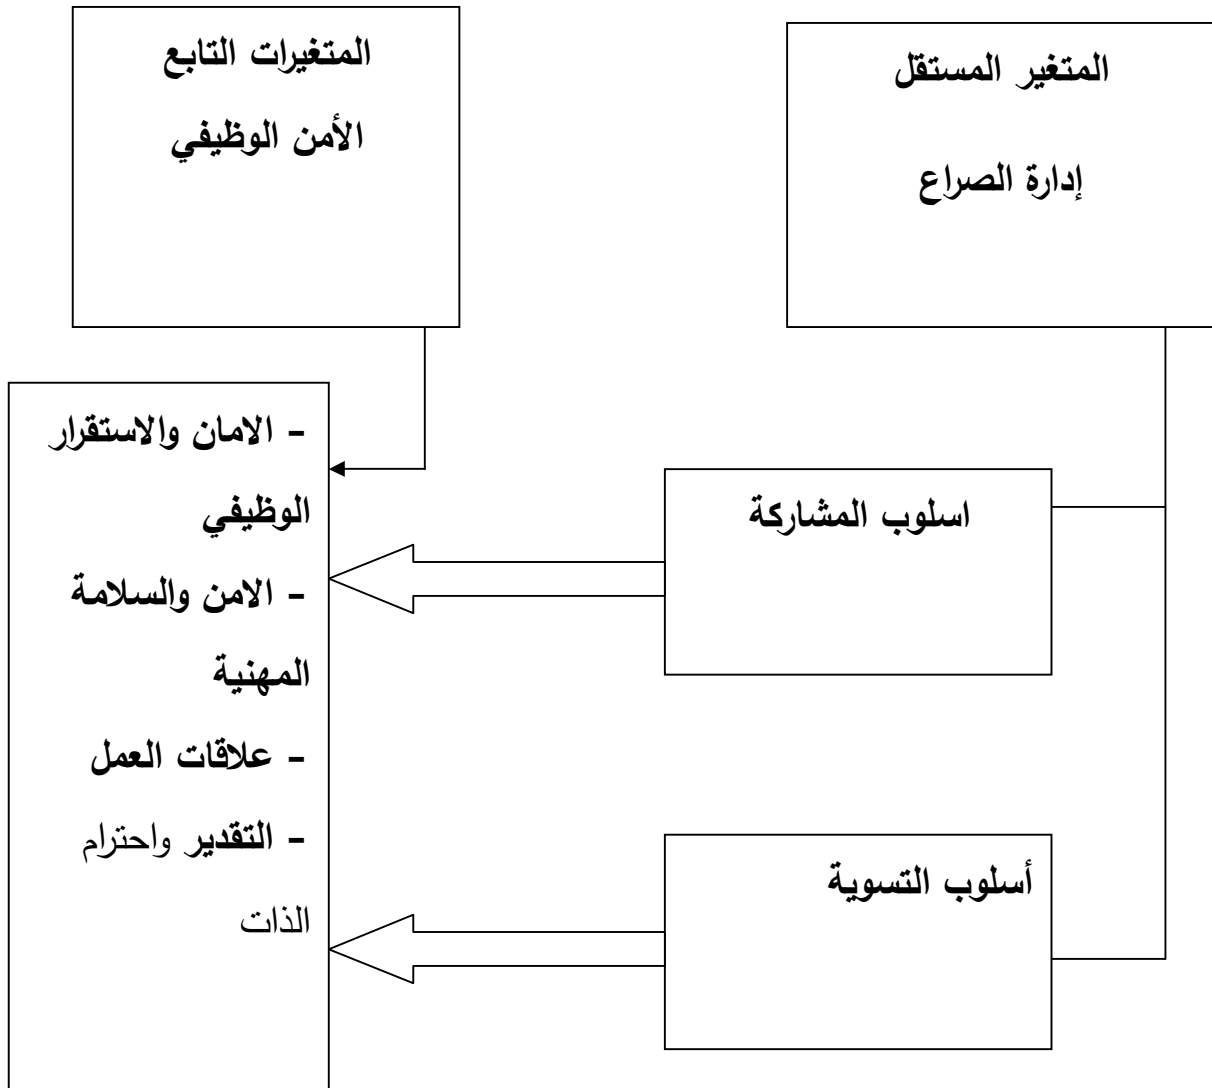 المتغير المستقل
إدارة الصراع
المتغيرات التابع
الأمن الوظيفي
اسلوب المشاركة
أسلوب التسوية
- الامان والاستقرار
الوظيفي
- الامن والسلامة
المهنية
- علاقات العمل
- التقدير واحترام
الذات